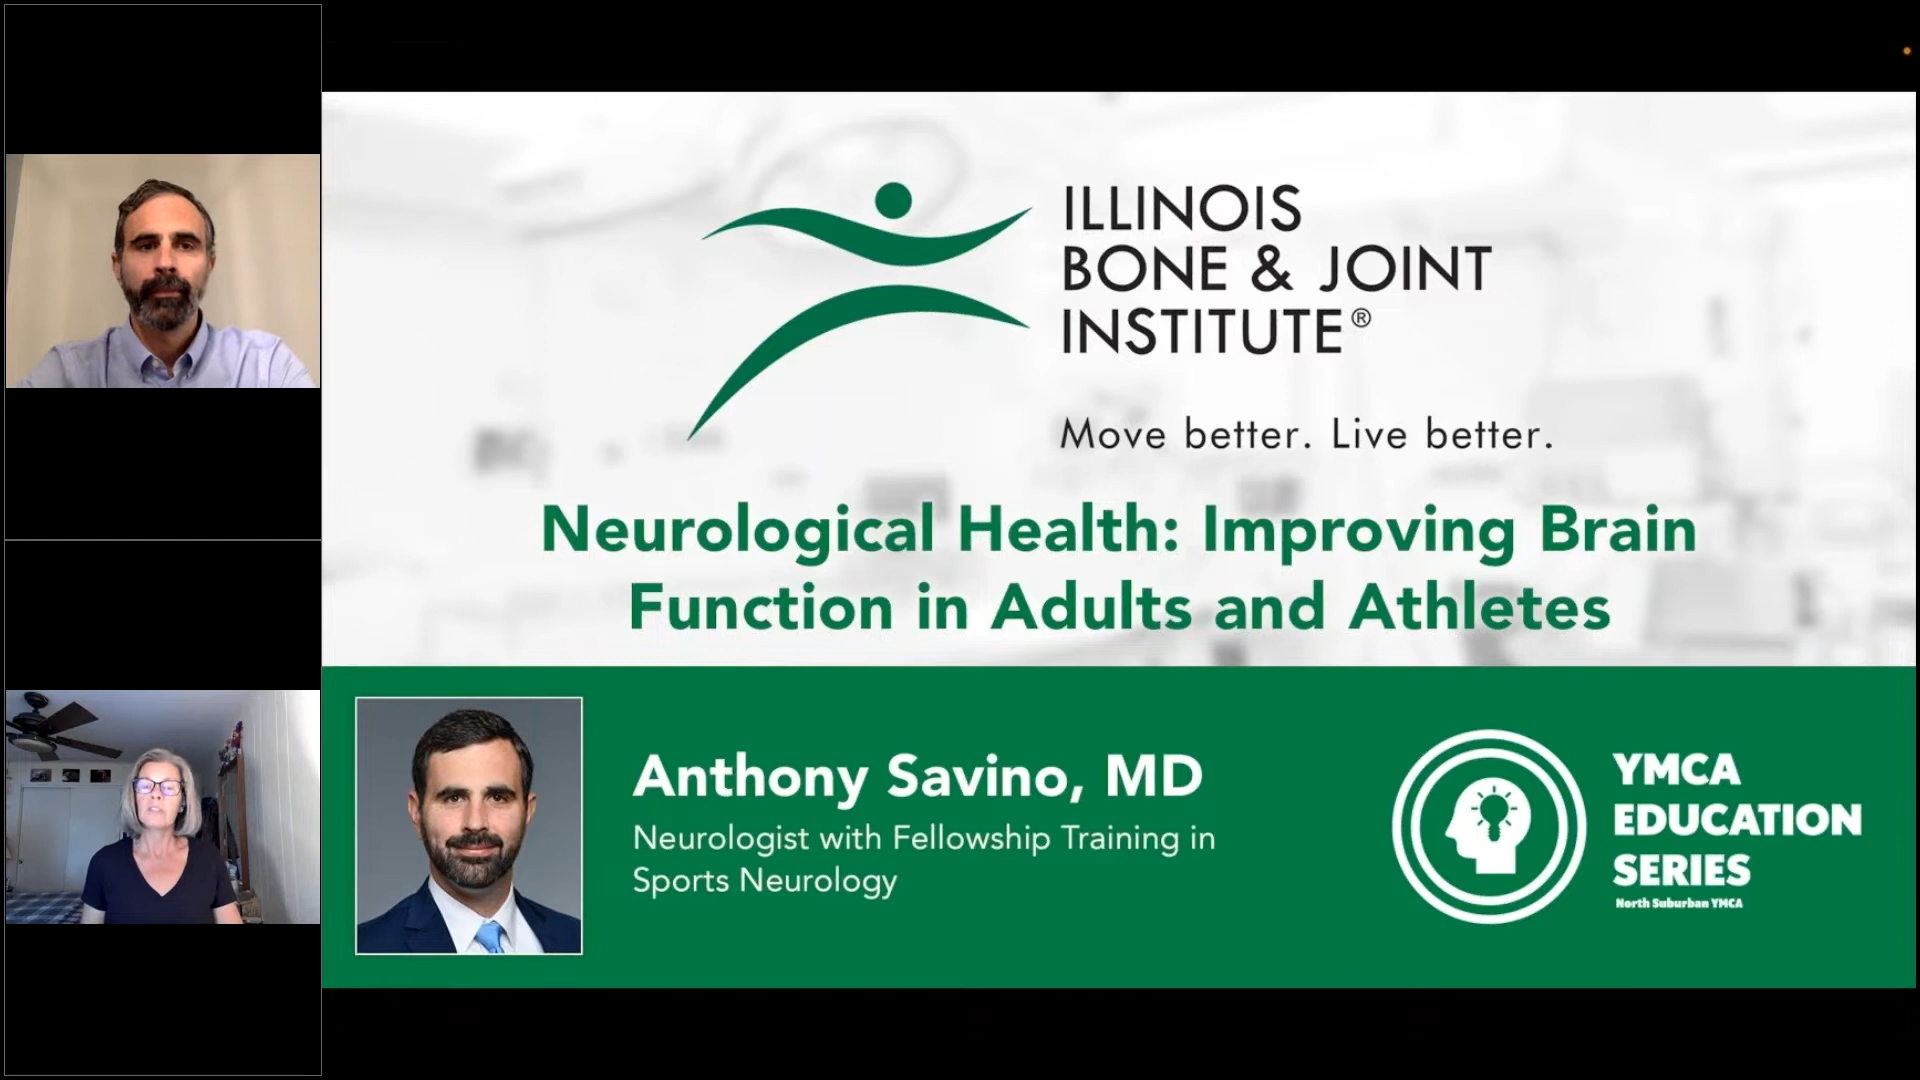 ILLINOIS
BONE & JOINT
INSTITUTE®
Move better. Live better.
Neurological Health: Improving Brain
Function in Adults and Athletes
Anthony Savino, MD
Neurologist with Fellowship Training in
Sports Neurology
YMCA
EDUCATION
SERIES
North Suburban YMCA